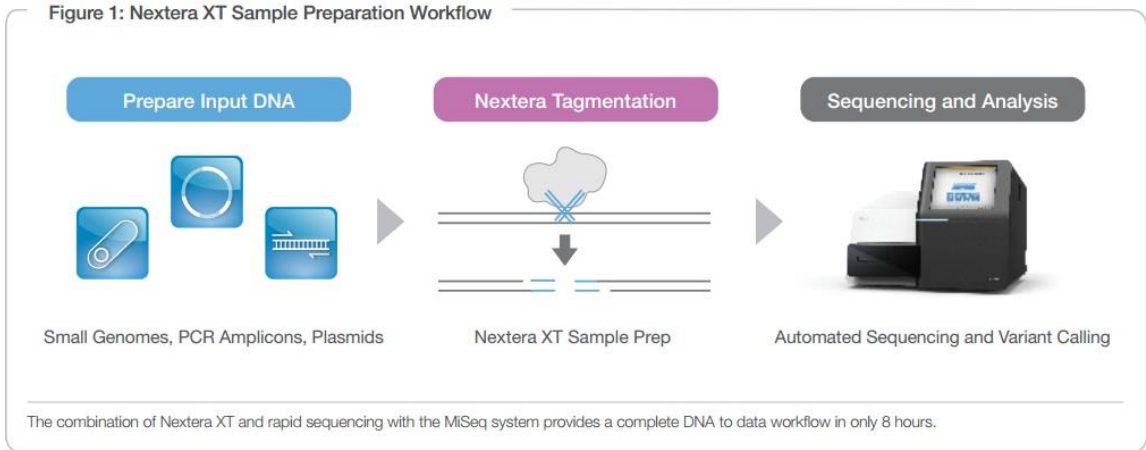 Figure 1: Nextera XT Sample Preparation Workflow
Prepare Input DNA
Nextera Tagmentation
Sequencing and Analysis
Small Genomes, PCR Amplicons, Plasmids
Nextera XT Sample Prep
Automated Sequencing and Variant Calling
The combination of Nextera XT and rapid sequencing with the MiSeq system provides a complete DNA to data workflow in only 8 hours.